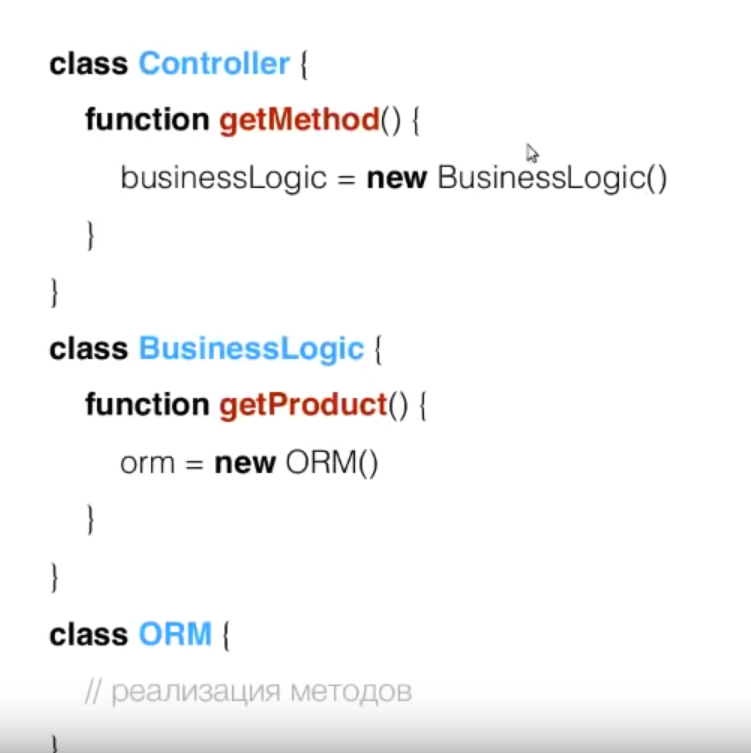 class Controller {
function getMethod() {
businessLogic = new BusinessLogic()
}
}
class BusinessLogic {
function getProduct() {
orm = new ORM()
}
}
class ORM {
// реализация методов
}